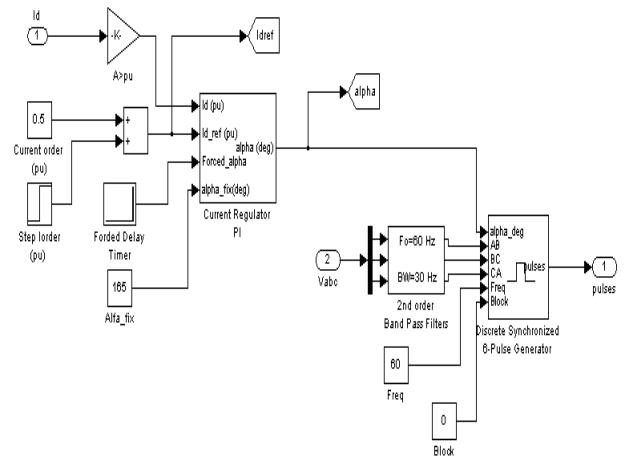 Id
1
-K-
A>pu
Idref
0.5
Current order
(pu)
+
+
Step Iorder
(pu)
Forded Delay
Timer
165
Alfa_fix
Id (pu)
Id_ref (pu)
alpha (deg)
Forced_alpha
alpha_fix(deg)
Current Regulator
PI
alpha
2
Vabc
Fo=60 Hz
BW=30 Hz
2nd order
Band Pass Filters
60
Freq
0
Block
alpha_deg
AB
BC
CA
Freq
Block
pulses
Discrete Synchronized
6-Pulse Generator
1
pulses